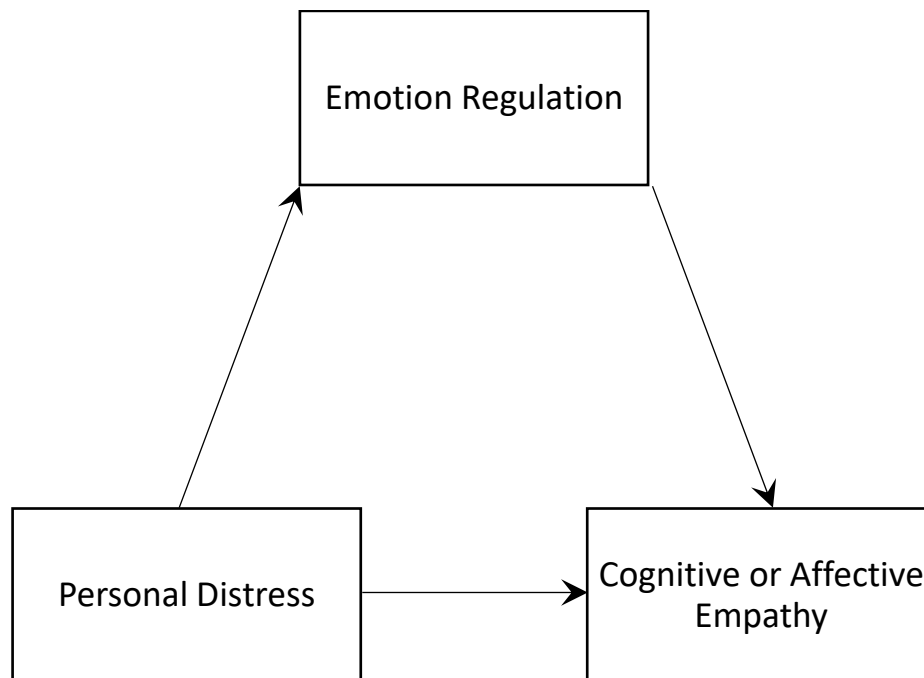 Emotion Regulation
Personal Distress
Cognitive or Affective
Empathy